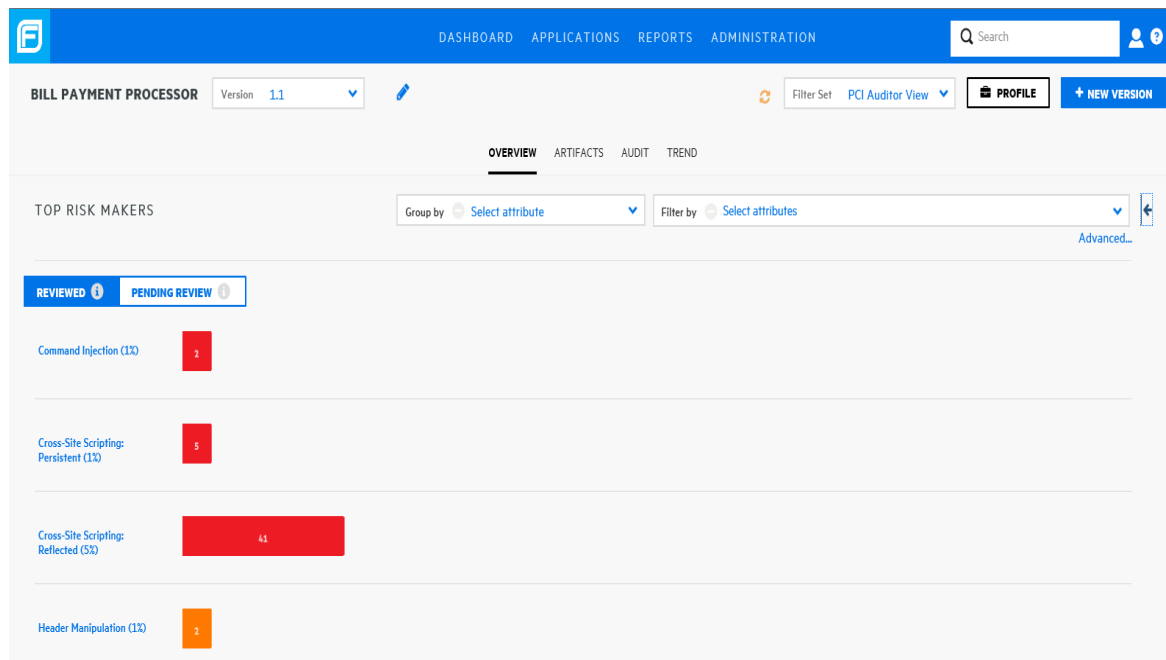 DASHBOARD APPLICATIONS REPORTS ADMINISTRATION Search
BILL PAYMENT PROCESSOR Version 1.1 Filter Set PCI Auditor View PROFILE + NEW VERSION
OVERVIEW ARTIFACTS AUDIT TREND
TOP RISK MAKERS Group by Select attribute Filter by Select attributes
Advanced...
REVIEWED PENDING REVIEW
Command Injection (1%) 2
Cross-Site Scripting:
Persistent (1%) 5
Cross-Site Scripting:
Reflected (5%) 41
Header Manipulation (1%) 2